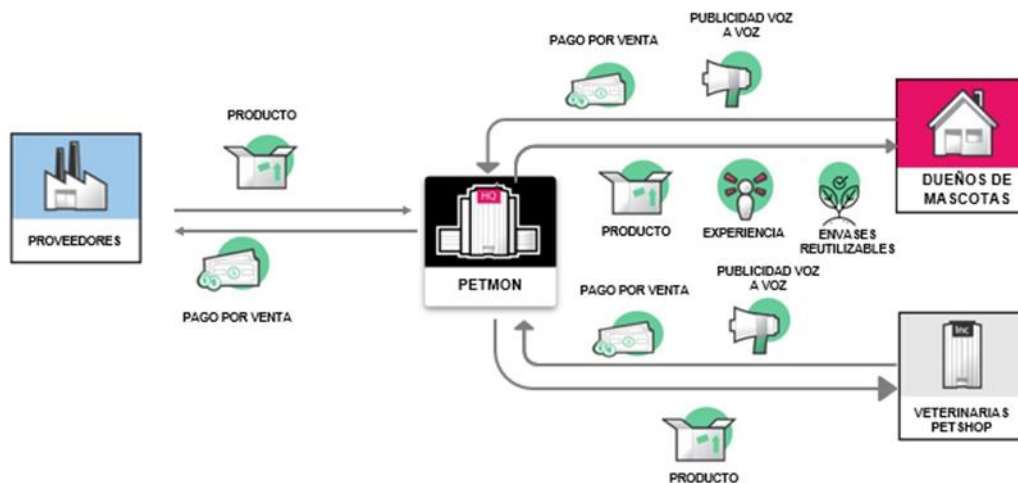 PUBLICIDAD VOZ
A VOZ
PAGO POR VENTA
PRODUCTO
PROVEEDORES
PAGO POR VENTA
HQ
PETMON
DUEÑOS DE
MASCOTAS
PRODUCTO
EXPERIENCIA
ENVASES
REUTILIZABLES
PUBLICIDAD VOZ
A VOZ
PAGO POR VENTA
Inc
VETERINARIAS
PETSHOP
PRODUCTO